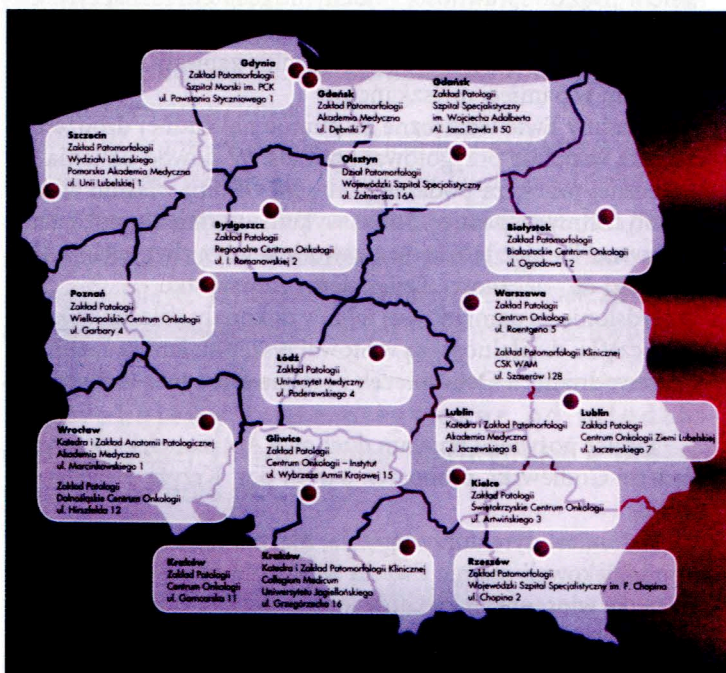 Gdynia
Zakład Patomorfologii
Szpital Morski im. PCK
ul. Powstania Styczniowego 1
Gdańsk
Zakład Patomorfologii
Akademia Medyczna
ul. Dębniki 7
Gdańsk
Zakład Patologii
Szpital Specjalistyczny
im. Wojciecha Adalberta
Al. Jana Pawła II 50
Szczecin
Zakład Patomorfologii
Wydziału Lekarskiego
Pomorska Akademia Medyczna
ul. Unii Lubelskiej 1
Olsztyn
Dział Patomorfologii
Wojewódzki Szpital Specjalistyczny
ul. Żołnierska 16A
Bydgoszcz
Zakład Patologii
Regionalne Centrum Onkologii
ul. I. Romanowskiej 2
Białystok
Zakład Patomorfologii
Białostockie Centrum Onkologii
ul. Ogrodowa 12
Poznań
Zakład Patologii
Wielkopolskie Centrum Onkologii
ul. Garbary 4
Warszawa
Zakład Patologii
Centrum Onkologii
ul. Roentgena 5
Zakład Patomorfologii Klinicznej
CSK WAM
ul. Szaserów 128
Łódź
Zakład Patologii
Uniwersytet Medyczny
ul. Paderewskiego 4
Wrocław
Katedra i Zakład Anatomii Patologicznej
Akademia Medyczna
ul. Marcinkowskiego 1
Zakład Patologii
Dolnośląskie Centrum Onkologii
ul. Hirszfelda 12
Gliwice
Zakład Patologii
Centrum Onkologii – Instytut
ul. Wybrzeże Armii Krajowej 15
Lublin
Katedra i Zakład Patomorfologii
Akademia Medyczna
ul. Jaczewskiego 8
Lublin
Zakład Patologii
Centrum Onkologii Ziemi Lubelskiej
ul. Jaczewskiego 7
Kielce
Zakład Patologii
Świętokrzyskie Centrum Onkologii
ul. Artwińskiego 3
Kraków
Zakład Patologii
Centrum Onkologii
ul. Garncarska 11
Kraków
Katedra i Zakład Patomorfologii Klinicznej
Collegium Medicum
Uniwersytetu Jagiellońskiego
ul. Grzegórzecka 16
Rzeszów
Zakład Patomorfologii
Wojewódzki Szpital Specjalistyczny im. F. Chopina
ul. Chopina 2